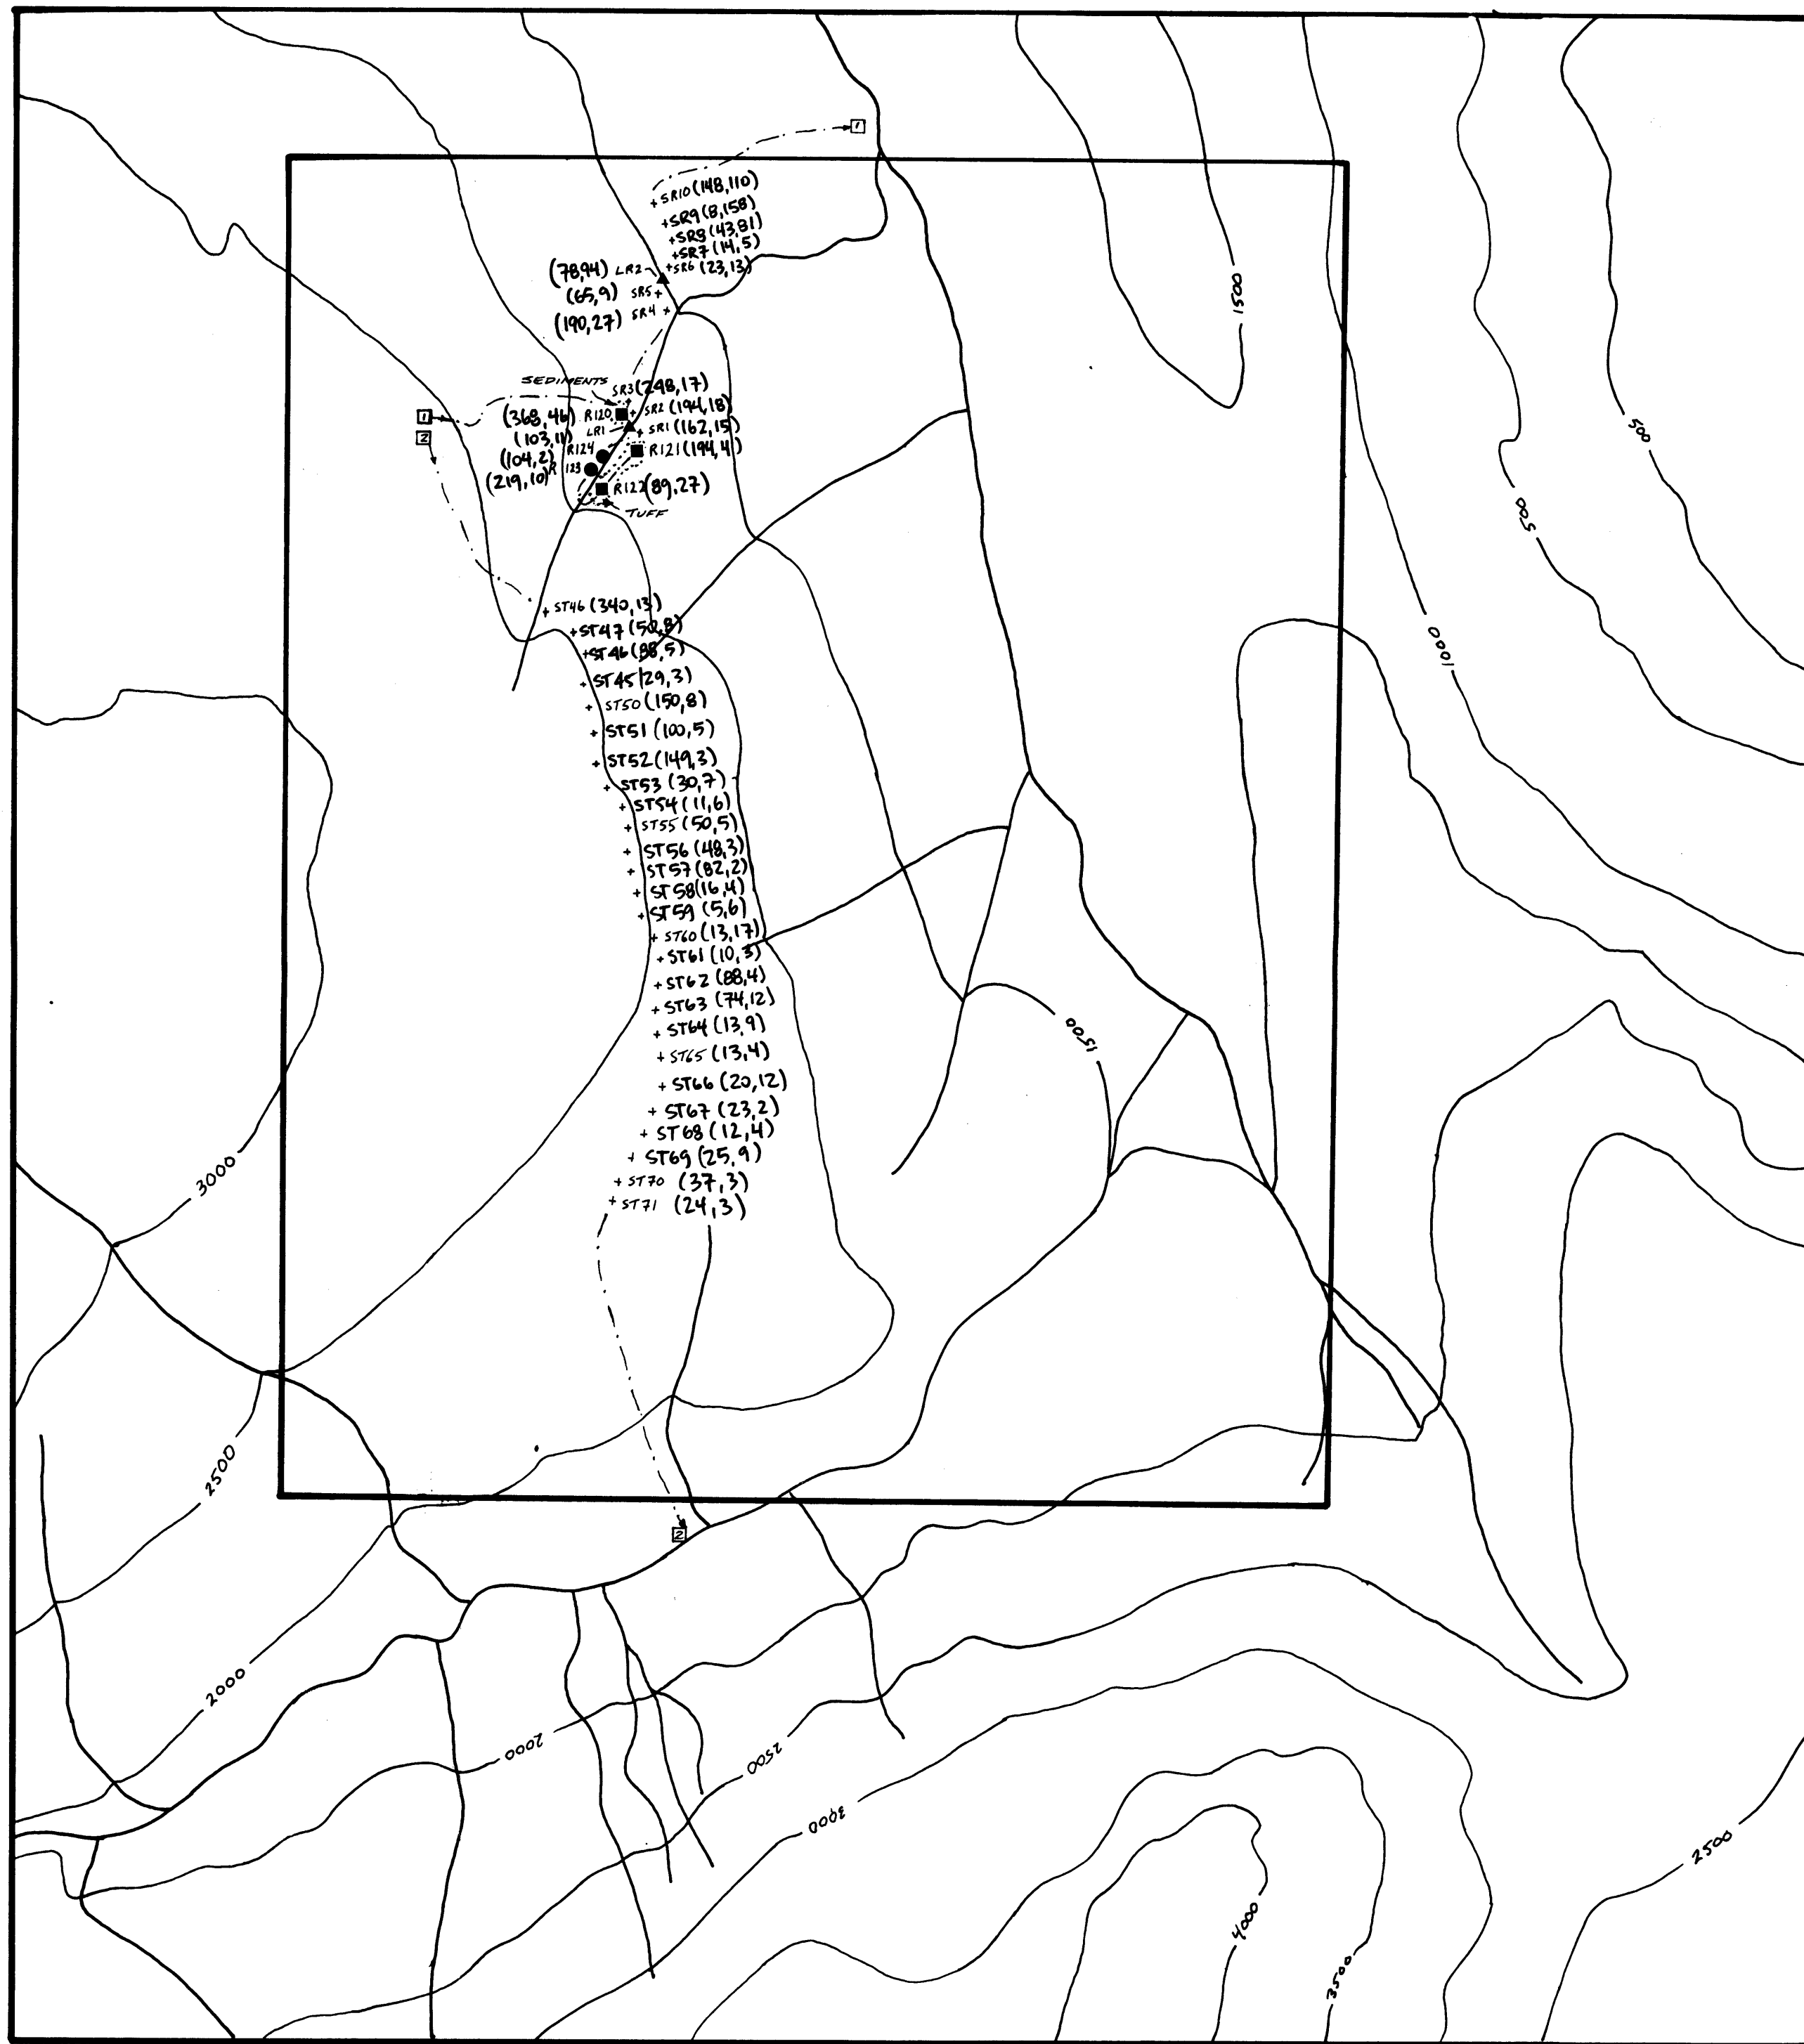 1
SR10 (148,110)
SR9 (8,158)
SR8 (43,81)
SR7 (14,5)
(78,94) LR2 SR6 (23,13)
(65,9) SR5
(190,27) SR4
1500
SEDIMENTS
SR3 (248,17)
1 (368,46) R120 SR2 (194,18)
2 (103,11) LR1 SR1 (162,15)
(104,2) R124 R121 (194,4)
(219,10) R 123
R122 (89,27)
TUFF
500
500
1000
ST46 (340,13)
ST47 (50,8)
ST46 (88,5)
ST45 (29,3)
ST50 (150,8)
ST51 (100,5)
ST52 (149,3)
ST53 (30,7)
ST54 (11,6)
ST55 (50,5)
ST56 (48,3)
ST57 (82,2)
ST58 (16,4)
ST59 (5,6)
ST60 (13,17)
ST61 (10,3)
ST62 (88,4)
ST63 (74,12)
ST64 (13,9)
ST65 (13,4)
ST66 (20,12)
ST67 (23,2)
ST68 (12,4)
ST69 (25,9)
ST70 (37,3)
ST71 (24,3)
1500
3000
2500
2
2000
2000
2500
3000
2500
4000
3500